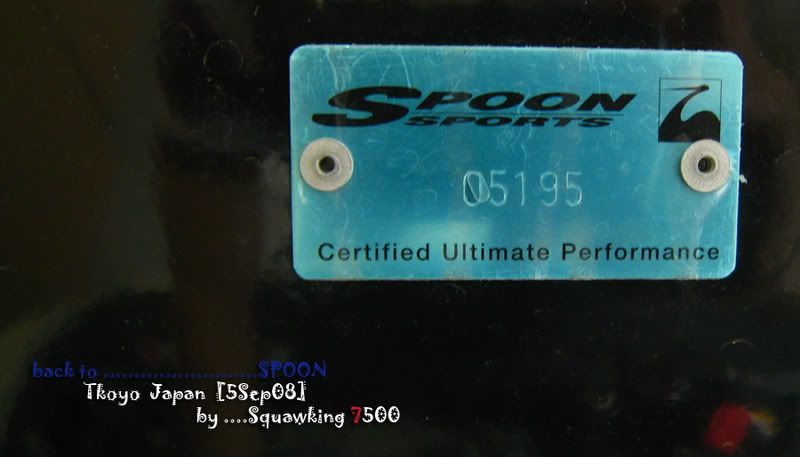 SPOON
SPORTS
05195
Certified Ultimate Performance
back to ..........................SPOON
Tkoyo Japan [5Sep08]
by ....Squawking 7500